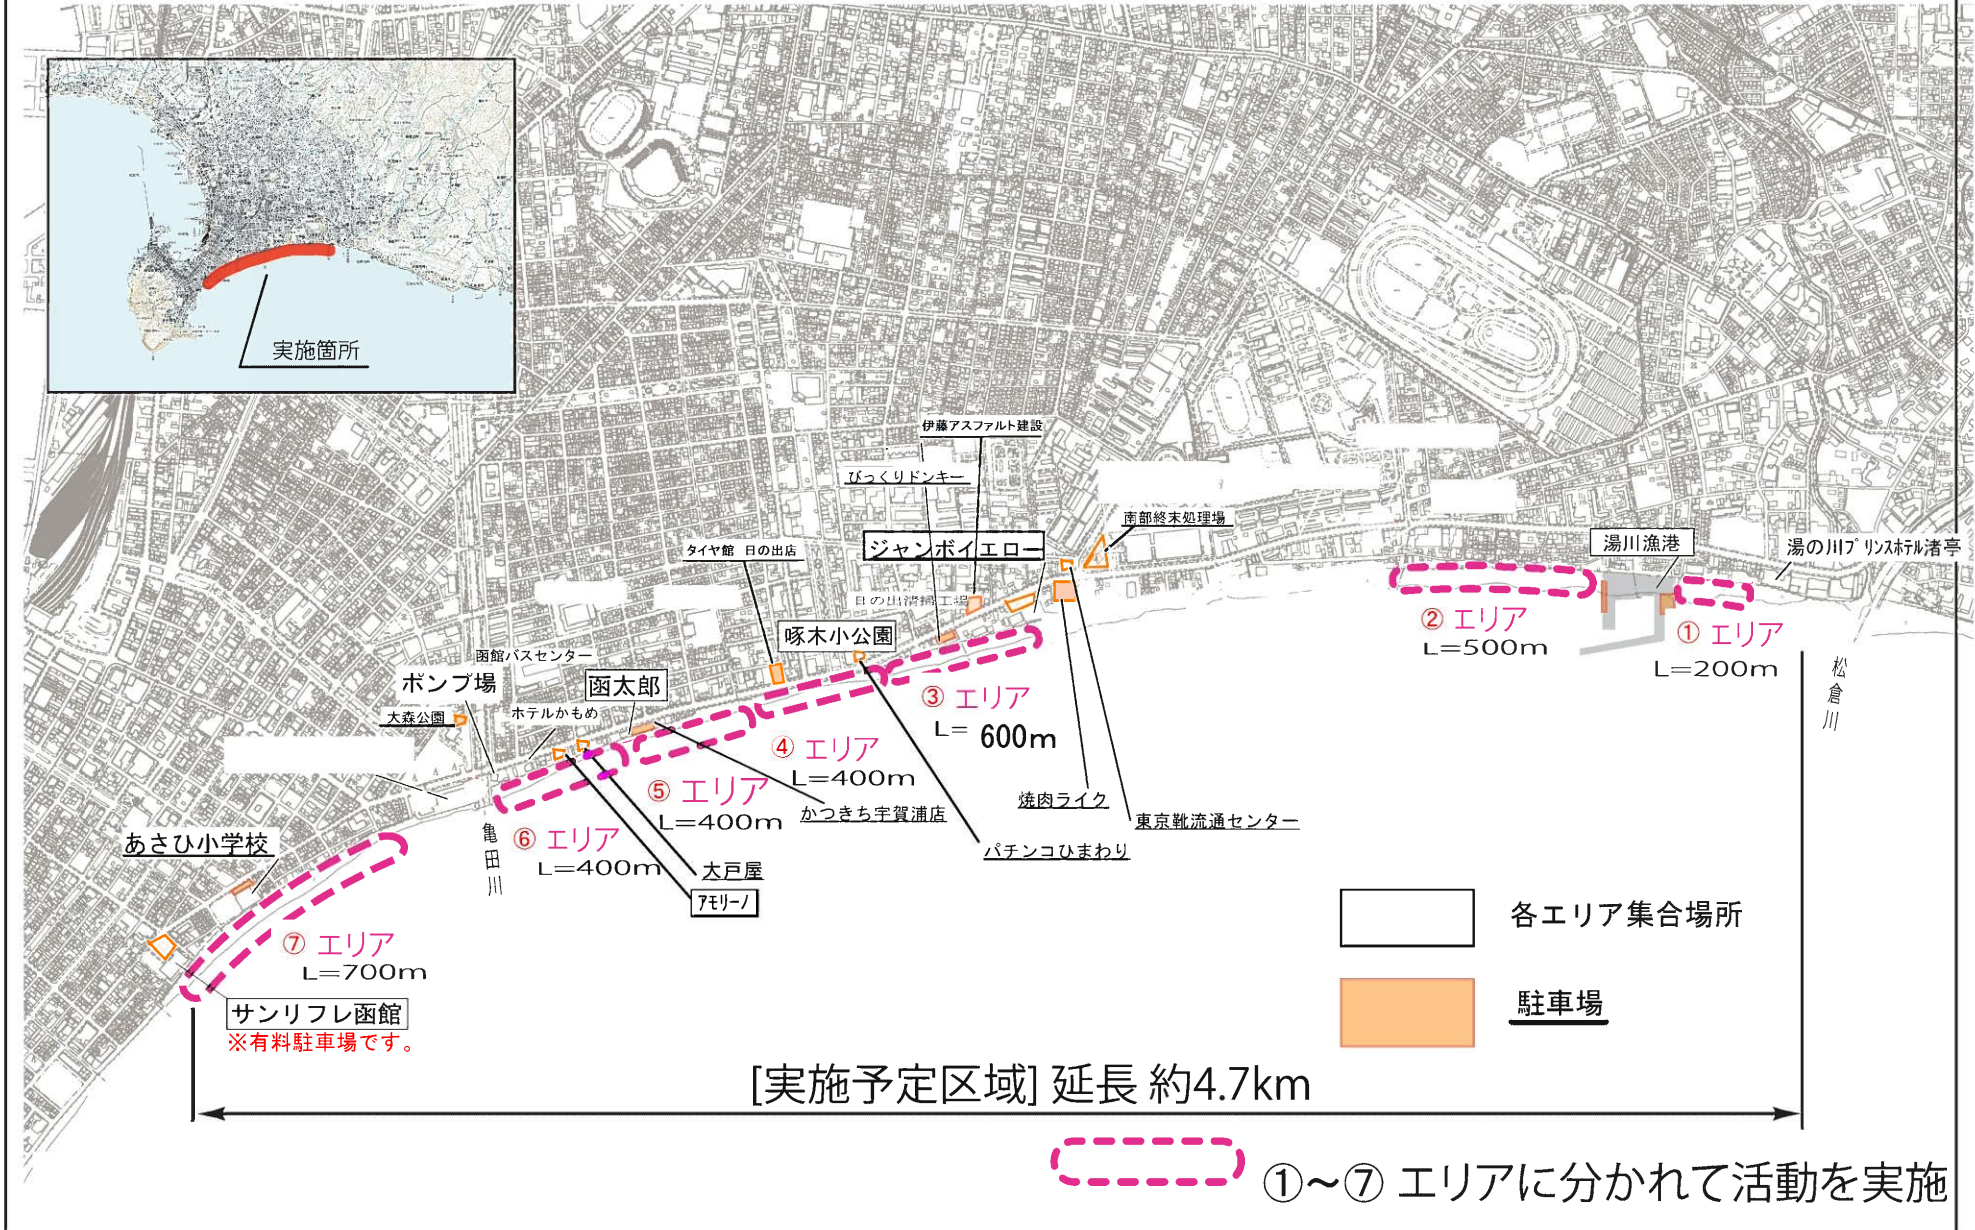 実施箇所
伊藤アスファルト建設
びっくりドンキー
南部終末処理場
ジャンボイエロー
タイヤ館 日の出店
湯川漁港
湯の川プリンスホテル渚亭
日の出清掃工場
② エリア
L=500m
① エリア
L=200m
松倉川
啄木小公園
函館バスセンター
ポンプ場
函太郎
大森公園
ホテルかもめ
③ エリア
L= 600m
④ エリア
L=400m
⑤ エリア
L=400m
かつきち宇賀浦店
焼肉ライク
東京靴流通センター
パチンコひまわり
⑥ エリア
L=400m
亀田川
大戸屋
アモリーノ
あさひ小学校
⑦ エリア
L=700m
サンリフレ函館
※有料駐車場です。
各エリア集合場所
駐車場
[実施予定区域] 延長 約4.7km
①～⑦ エリアに分かれて活動を実施